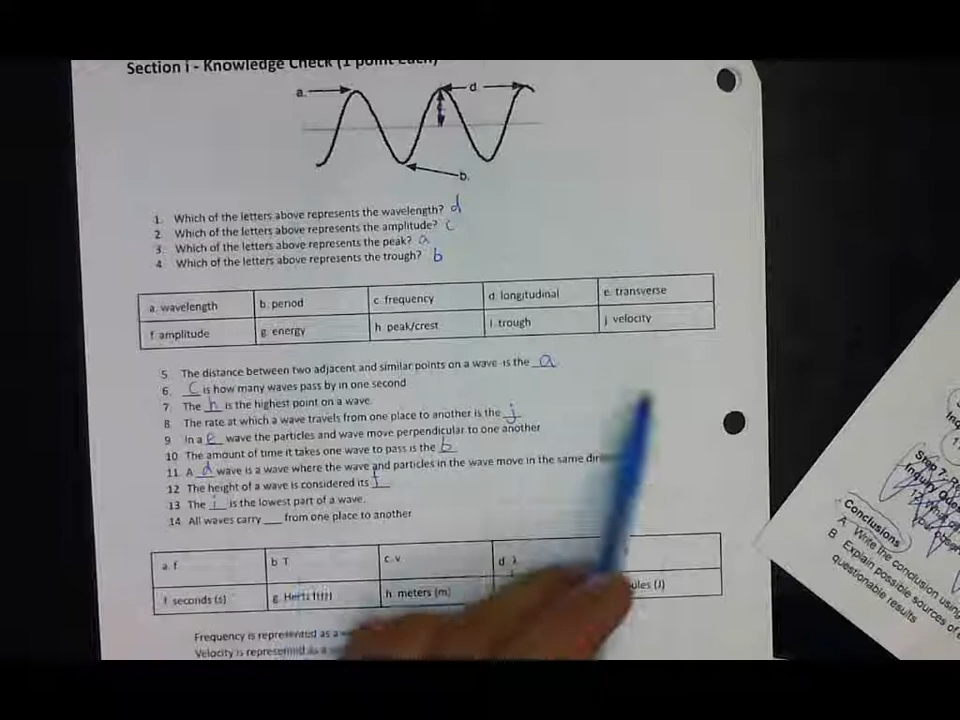 Section i - Knowledge Check (1 point Each)
a.
d
c
b.
1. Which of the letters above represents the wavelength? d
2. Which of the letters above represents the amplitude? c
3. Which of the letters above represents the peak? a
4. Which of the letters above represents the trough? b
a. wavelength b. period c. frequency d. longitudinal e. transverse
f. amplitude g. energy h. peak/crest i. trough j. velocity
5. The distance between two adjacent and similar points on a wave is the a
6. c is how many waves pass by in one second
7. The h is the highest point on a wave
8. The rate at which a wave travels from one place to another is the j
9. In a e wave the particles and wave move perpendicular to one another
10. The amount of time it takes one wave to pass is the b
11. A d wave is a wave where the wave and particles in the wave move in the same
12. The height of a wave is considered its f
13. The i is the lowest part of a wave.
14. All waves carry ___ from one place to another
a. f b. T c. v d. λ
f. seconds (s) g. Hertz (Hz) h. meters (m) (J)
Frequency is represented as a
Velocity is represented as a
Step 7.
Conclusions
A. Write the conclusion using
B. Explain possible sources of
questionable results